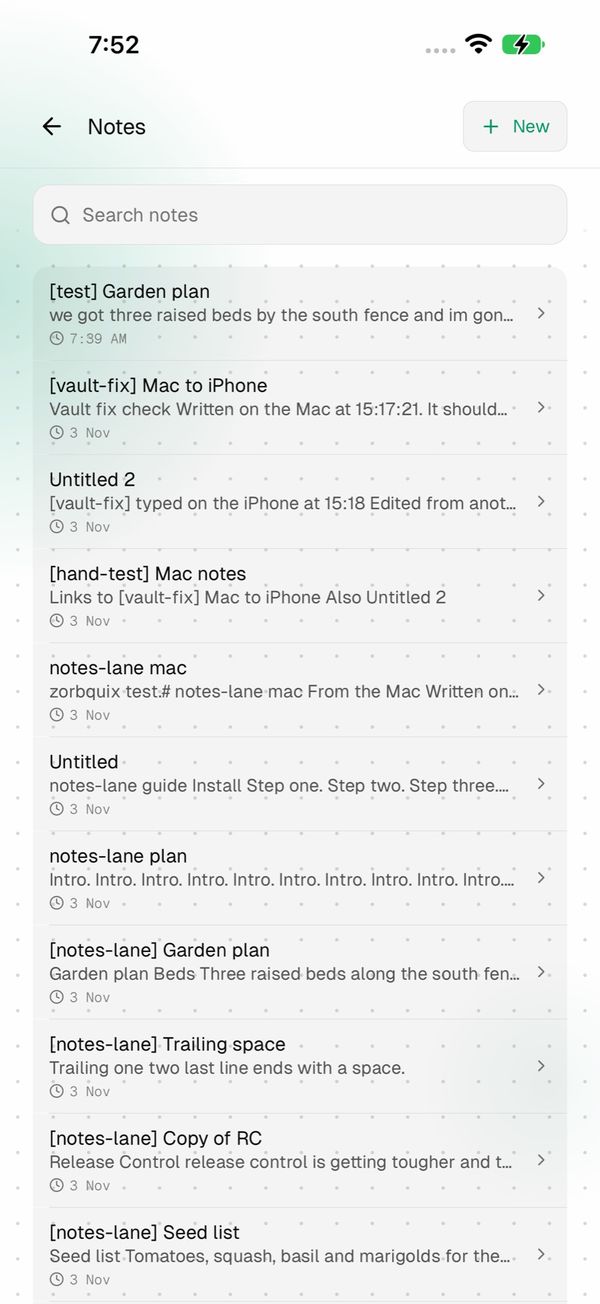 7:52
Notes
New
Search notes
[test] Garden plan
we got three raised beds by the south fence and im gon...
7:39 AM
[vault-fix] Mac to iPhone
Vault fix check Written on the Mac at 15:17:21. It should...
3 Nov
Untitled 2
[vault-fix] typed on the iPhone at 15:18 Edited from anot...
3 Nov
[hand-test] Mac notes
Links to [vault-fix] Mac to iPhone Also Untitled 2
3 Nov
notes-lane mac
zorbquix test.# notes-lane mac From the Mac Written on...
3 Nov
Untitled
notes-lane guide Install Step one. Step two. Step three....
3 Nov
notes-lane plan
Intro. Intro. Intro. Intro. Intro. Intro. Intro. Intro. Intro. Intro....
3 Nov
[notes-lane] Garden plan
Garden plan Beds Three raised beds along the south fen...
3 Nov
[notes-lane] Trailing space
Trailing one two last line ends with a space.
3 Nov
[notes-lane] Copy of RC
Release Control release control is getting tougher and t...
3 Nov
[notes-lane] Seed list
Seed list Tomatoes, squash, basil and marigolds for the...
3 Nov